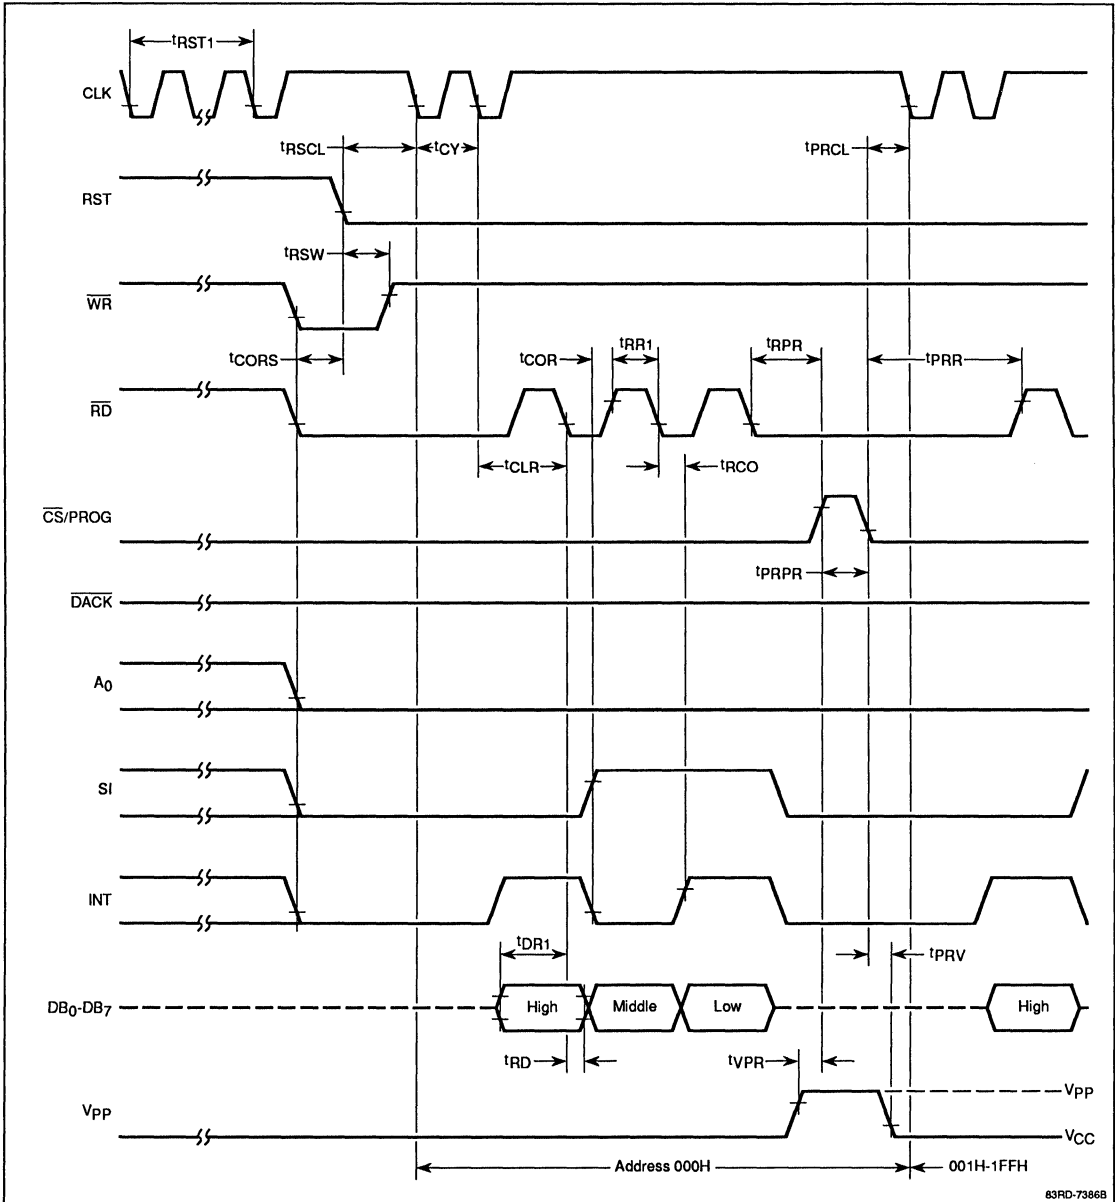 tRST1
CLK
tRSCL
tCY
tPRCL
RST
tRSW
WR
tCORS
tCOR
tRR1
tRPR
tPRR
RD
tCLR
tRCO
CS/PROG
tPRPR
DACK
A0
SI
INT
tDR1
tPRV
DB0-DB7
High
Middle
Low
High
tRD
tVPR
VPP
VPP
VCC
Address 000H
001H-1FFH
83RD-7386B